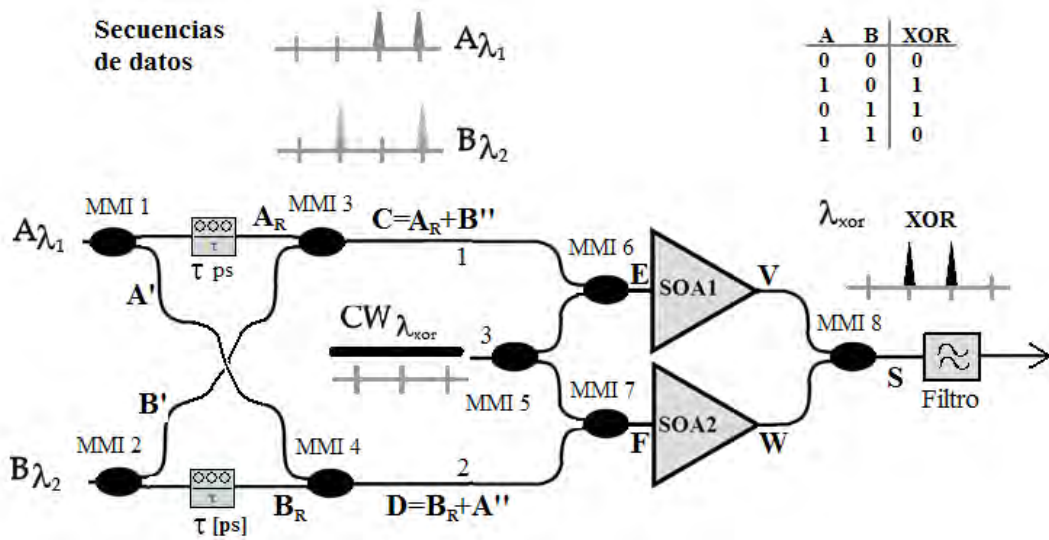 Secuencias
de datos
Aλ1
Bλ2
A B XOR
0 0 0
1 0 1
0 1 1
1 1 0
Aλ1
MMI 1
τ
τ ps
AR
MMI 3
C=AR+B''
1
MMI 6
E
SOA1
V
λxor
XOR
A'
CW λxor
3
MMI 5
MMI 8
S
Filtro
B'
MMI 7
F
SOA2
W
Bλ2
MMI 2
τ
τ [ps]
BR
MMI 4
2
D=BR+A''